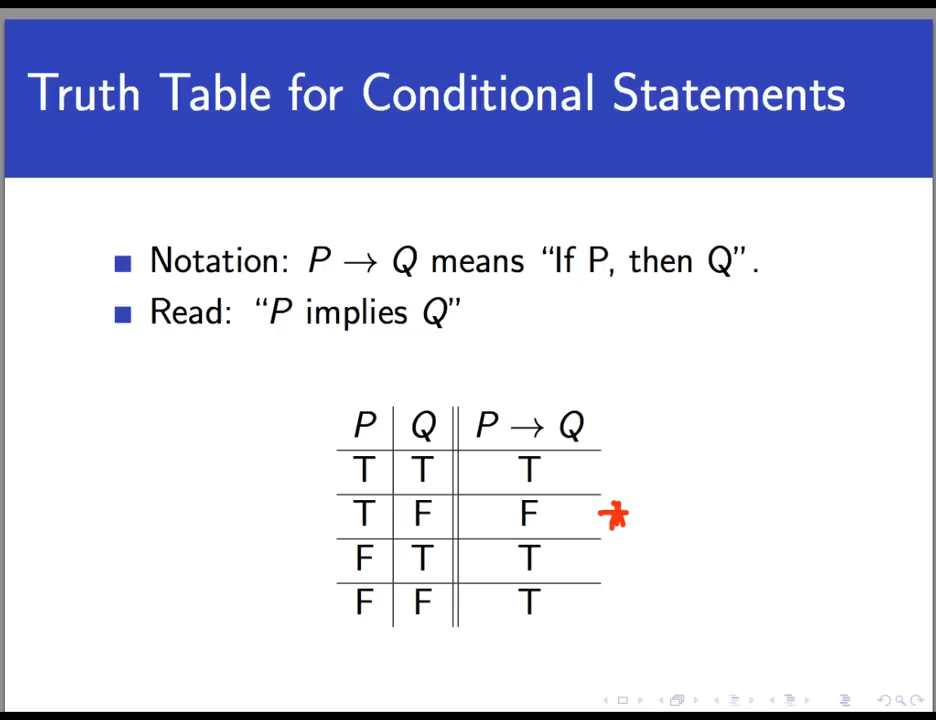 Truth Table for Conditional Statements
Notation: P → Q means “If P, then Q”.
Read: “P implies Q”
P Q P → Q
T T T
T F F
F T T
F F T